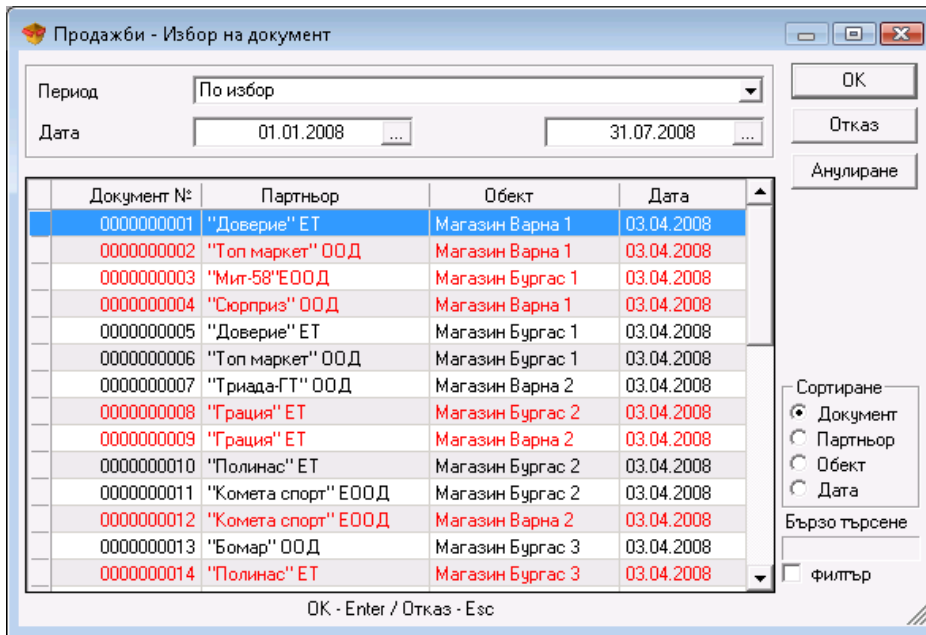 Продажби - Избор на документ
Период По избор OK
Дата 01.01.2008 ... 31.07.2008 ... Отказ
Анулиране
Документ № Партньор Обект Дата
0000000001 "Доверие" ЕТ Магазин Варна 1 03.04.2008
0000000002 "Топ маркет" ООД Магазин Варна 1 03.04.2008
0000000003 "Мит-58"ЕООД Магазин Бургас 1 03.04.2008
0000000004 "Сюрприз" ООД Магазин Варна 1 03.04.2008
0000000005 "Доверие" ЕТ Магазин Бургас 1 03.04.2008
0000000006 "Топ маркет" ООД Магазин Бургас 1 03.04.2008
0000000007 "Триада-ГТ" ООД Магазин Варна 2 03.04.2008
0000000008 "Грация" ЕТ Магазин Бургас 2 03.04.2008
0000000009 "Грация" ЕТ Магазин Варна 2 03.04.2008
0000000010 "Полинас" ЕТ Магазин Бургас 2 03.04.2008
0000000011 "Комета спорт" ЕООД Магазин Бургас 2 03.04.2008
0000000012 "Комета спорт" ЕООД Магазин Варна 2 03.04.2008
0000000013 "Бомар" ООД Магазин Бургас 3 03.04.2008
0000000014 "Полинас" ЕТ Магазин Бургас 3 03.04.2008
Сортиране
Документ
Партньор
Обект
Дата
Бързо търсене
филтър
OK - Enter / Отказ - Esc